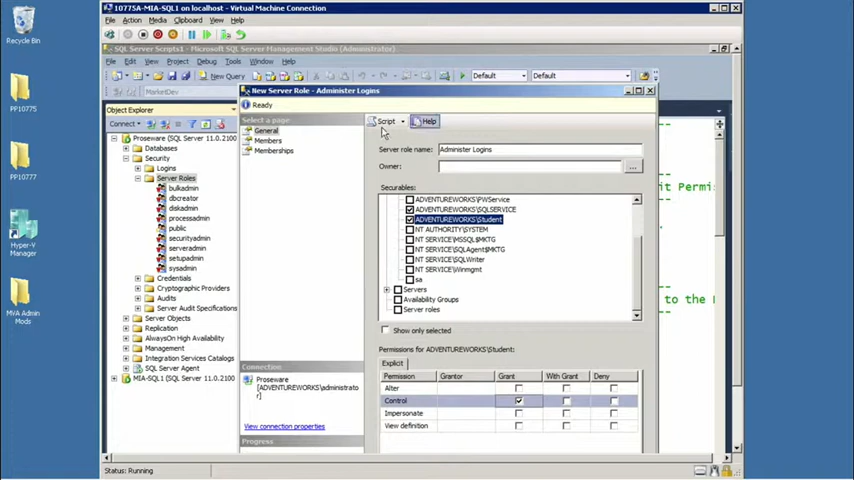 10775A-MIA-SQL1 on localhost - Virtual Machine Connection
File Action Media Clipboard View Help
SQL Server Scripts1 - Microsoft SQL Server Management Studio (Administrator)
File Edit View Project Debug Tools Window Help
New Query
Default
Default
MarketDev
Recycle Bin
PP10775
PP10777
Hyper-V Manager
MVA Admin Mods
Object Explorer
Connect
Proseware (SQL Server 11.0.2100
Databases
Security
Logins
Server Roles
bulkadmin
dbcreator
diskadmin
processadmin
public
securityadmin
serveradmin
setupadmin
sysadmin
Credentials
Cryptographic Providers
Audits
Server Audit Specifications
Server Objects
Replication
AlwaysOn High Availability
Management
Integration Services Catalogs
SQL Server Agent
MIA-SQL1 (SQL Server 11.0.2100
New Server Role - Administer Logins
Ready
Select a page
General
Members
Memberships
Connection
Proseware
[ADVENTUREWORKS\administrato
r]
View connection properties
Progress
Script
Help
Server role name: Administer Logins
Owner:
...
Securables:
ADVENTUREWORKS\PWService
ADVENTUREWORKS\SQLSERVICE
ADVENTUREWORKS\Student
NT AUTHORITY\SYSTEM
NT SERVICE\MSSQL$MKTG
NT SERVICE\SQLAgent$MKTG
NT SERVICE\SQLWriter
NT SERVICE\Winmgmt
sa
Servers
Availability Groups
Server roles
Show only selected
Permissions for ADVENTUREWORKS\Student:
Explicit
Permission Grantor Grant With Grant Deny
Alter
Control
Impersonate
View definition
it Permis
to the
Status: Running